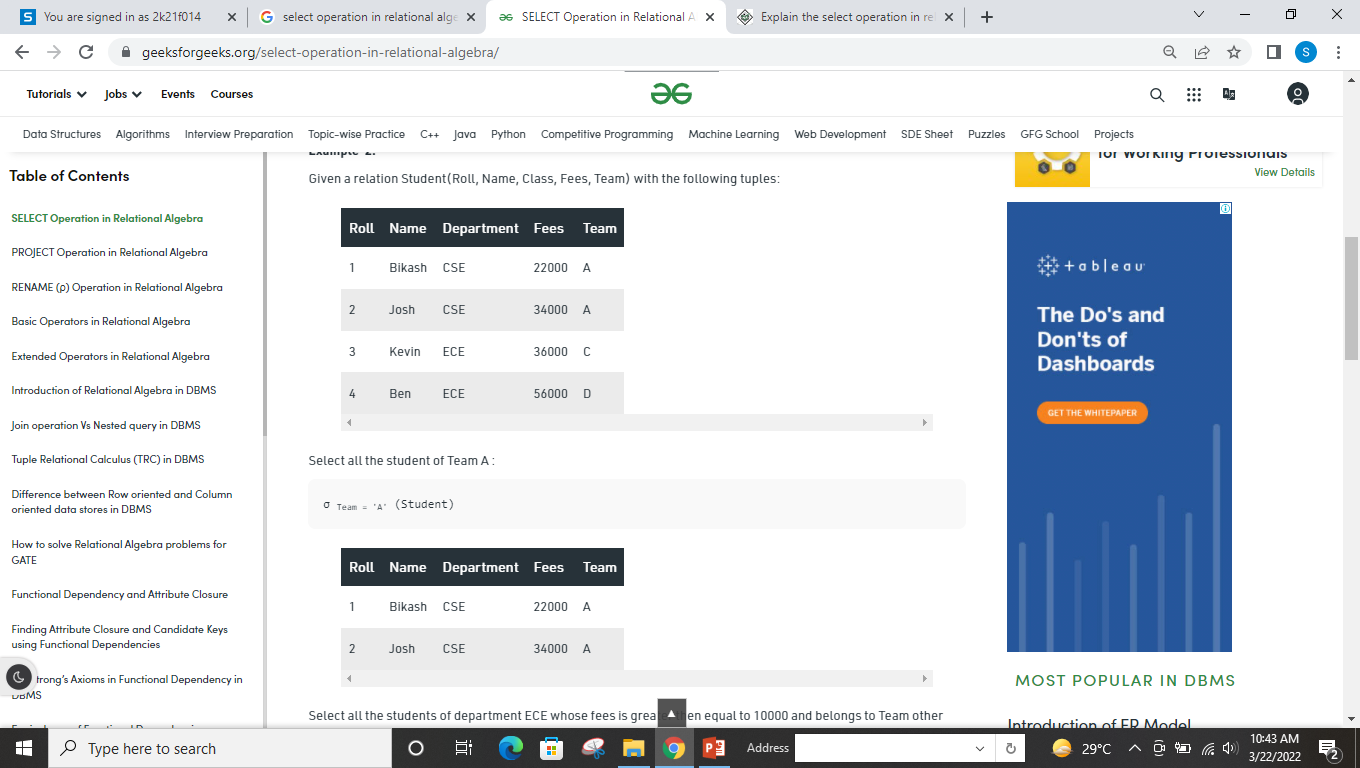 You are signed in as 2k21f014
select operation in relational alge
SELECT Operation in Relational A
Explain the select operation in re
geeksforgeeks.org/select-operation-in-relational-algebra/
S
Tutorials Jobs Events Courses
Data Structures Algorithms Interview Preparation Topic-wise Practice C++ Java Python Competitive Programming Machine Learning Web Development SDE Sheet Puzzles GFG School Projects
Table of Contents
SELECT Operation in Relational Algebra
PROJECT Operation in Relational Algebra
RENAME (ρ) Operation in Relational Algebra
Basic Operators in Relational Algebra
Extended Operators in Relational Algebra
Introduction of Relational Algebra in DBMS
Join operation Vs Nested query in DBMS
Tuple Relational Calculus (TRC) in DBMS
Difference between Row oriented and Column
oriented data stores in DBMS
How to solve Relational Algebra problems for
GATE
Functional Dependency and Attribute Closure
Finding Attribute Closure and Candidate Keys
using Functional Dependencies
trong's Axioms in Functional Dependency in
DBMS
Example-2:
Given a relation Student(Roll, Name, Class, Fees, Team) with the following tuples:
Roll Name Department Fees Team
1 Bikash CSE 22000 A
2 Josh CSE 34000 A
3 Kevin ECE 36000 C
4 Ben ECE 56000 D
Select all the student of Team A :
σ Team = 'A' (Student)
Roll Name Department Fees Team
1 Bikash CSE 22000 A
2 Josh CSE 34000 A
Select all the students of department ECE whose fees is greater then equal to 10000 and belongs to Team other
for Working Professionals
View Details
+ a b l e a u
The Do's and
Don'ts of
Dashboards
GET THE WHITEPAPER
MOST POPULAR IN DBMS
Introduction of ER Model
Type here to search
Address
29°C
10:43 AM
3/22/2022
2